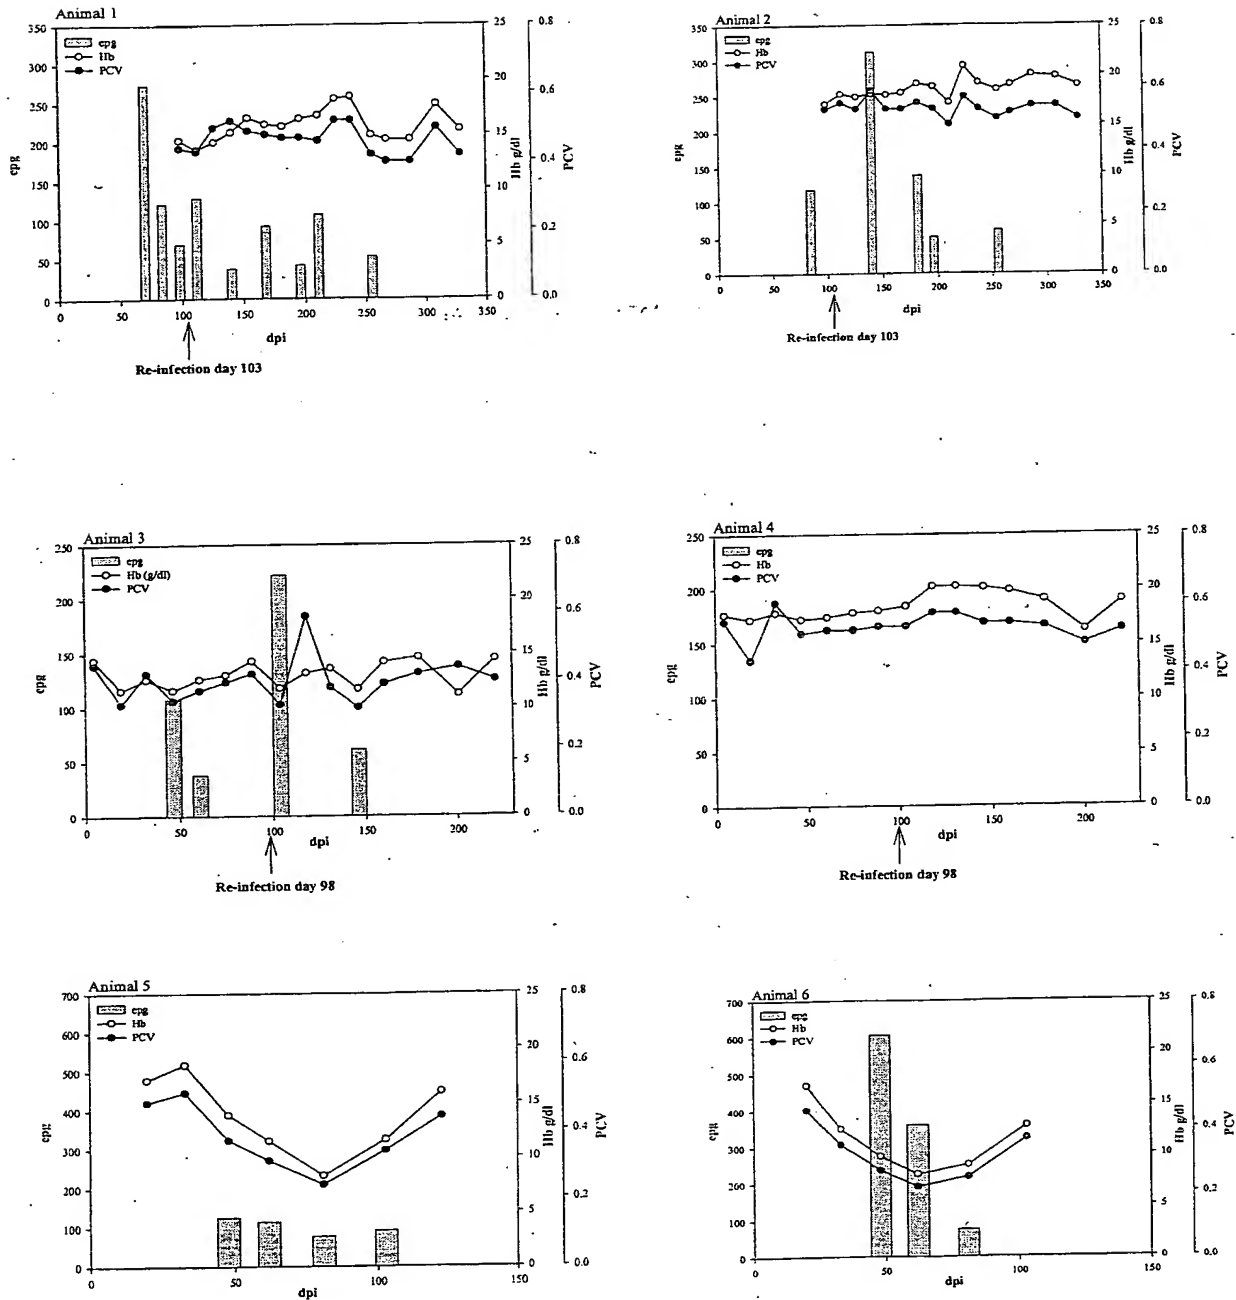 Animal 1
epg
Hb
PCV
350
300
250
200
150
100
50
0
epg
0 50 100 150 200 250 300 350
dpi
25
20
15
10
5
0
Hb g/dl
0.8
0.6
0.4
0.2
0.0
PCV
Re-infection day 103
Animal 2
epg
Hb
PCV
350
300
250
200
150
100
50
0
epg
0 50 100 150 200 250 300 350
dpi
25
20
15
10
5
0
Hb g/dl
0.8
0.6
0.4
0.2
0.0
PCV
Re-infection day 103
Animal 3
epg
Hb (g/dl)
PCV
250
200
150
100
50
0
epg
0 50 100 150 200
dpi
25
20
15
10
5
0
Hb g/dl
0.8
0.6
0.4
0.2
0.0
PCV
Re-infection day 98
Animal 4
epg
Hb
PCV
250
200
150
100
50
0
epg
0 50 100 150 200
dpi
25
20
15
10
5
0
Hb g/dl
0.8
0.6
0.4
0.2
0.0
PCV
Re-infection day 98
Animal 5
epg
Hb
PCV
700
600
500
400
300
200
100
0
epg
0 50 100 150
dpi
25
20
15
10
5
0
Hb g/dl
0.8
0.6
0.4
0.2
0.0
PCV
Animal 6
epg
Hb
PCV
700
600
500
400
300
200
100
0
epg
0 50 100 150
dpi
25
20
15
10
5
0
Hb g/dl
0.8
0.6
0.4
0.2
0.0
PCV